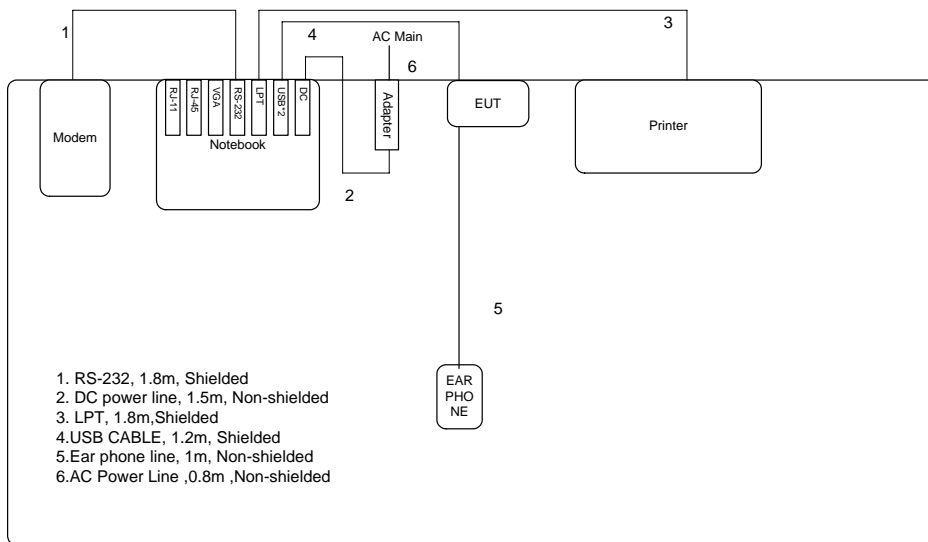 1
4
AC Main
3
6
RJ-11
RJ-45
VGA
RS-232
LPT
USB*2
DC
Adapter
EUT
Modem
Notebook
Printer
2
5
EAR
PHO
NE
1. RS-232, 1.8m, Shielded
2. DC power line, 1.5m, Non-shielded
3. LPT, 1.8m,Shielded
4.USB CABLE, 1.2m, Shielded
5.Ear phone line, 1m, Non-shielded
6.AC Power Line ,0.8m ,Non-shielded